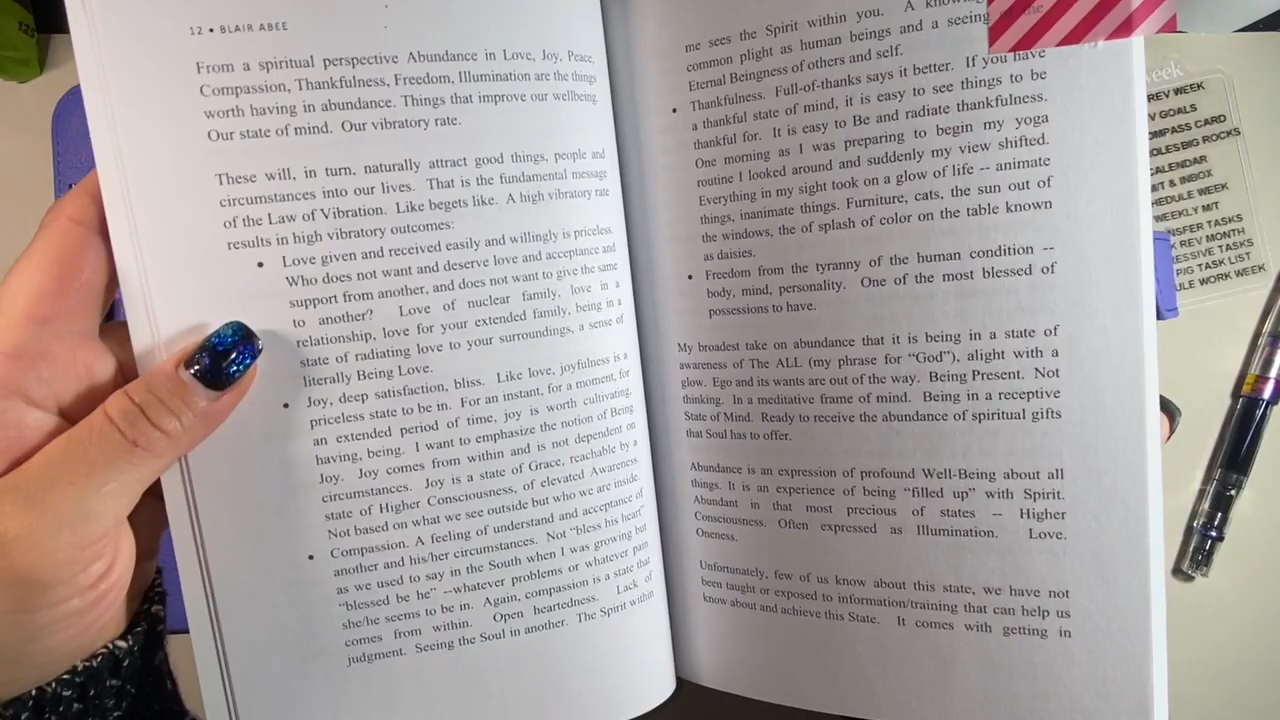 12 • BLAIR ABEE
From a spiritual perspective Abundance in Love, Joy, Peace,
Compassion, Thankfulness, Freedom, Illumination are the things
worth having in abundance. Things that improve our wellbeing.
Our state of mind. Our vibratory rate.
These will, in turn, naturally attract good things, people and
circumstances into our lives. That is the fundamental message
of the Law of Vibration. Like begets like. A high vibratory rate
results in high vibratory outcomes:
• Love given and received easily and willingly is priceless.
Who does not want and deserve love and acceptance and
support from another, and does not want to give the same
to another? Love of nuclear family, love in a
relationship, love for your extended family, being in a
state of radiating love to your surroundings, a sense of
literally Being Love.
• Joy, deep satisfaction, bliss. Like love, joyfulness is a
priceless state to be in. For an instant, for a moment, for
an extended period of time, joy is worth cultivating,
having, being. I want to emphasize the notion of Being
Joy. Joy comes from within and is not dependent on
circumstances. Joy is a state of Grace, reachable by a
state of Higher Consciousness, of elevated Awareness.
Not based on what we see outside but who we are inside.
• Compassion. A feeling of understand and acceptance of
another and his/her circumstances. Not “bless his heart”
as we used to say in the South when I was growing but
“blessed be he” --whatever problems or whatever pain
she/he seems to be in. Again, compassion is a state that
comes from within. Open heartedness. Lack of
judgment. Seeing the Soul in another. The Spirit within
me sees the Spirit within you. A
common plight as human beings and a seeing the
Eternal Beingness of others and self.
• Thankfulness. Full-of-thanks says it better. If you have
a thankful state of mind, it is easy to see things to be
thankful for. It is easy to Be and radiate thankfulness.
One morning as I was preparing to begin my yoga
routine I looked around and suddenly my view shifted.
Everything in my sight took on a glow of life -- animate
things, inanimate things. Furniture, cats, the sun out of
the windows, the of splash of color on the table known
as daisies.
• Freedom from the tyranny of the human condition --
body, mind, personality. One of the most blessed of
possessions to have.
My broadest take on abundance that it is being in a state of
awareness of The ALL (my phrase for “God”), alight with a
glow. Ego and its wants are out of the way. Being Present. Not
thinking. In a meditative frame of mind. Being in a receptive
State of Mind. Ready to receive the abundance of spiritual gifts
that Soul has to offer.
Abundance is an expression of profound Well-Being about all
things. It is an experience of being “filled up” with Spirit.
Abundant in that most precious of states -- Higher
Consciousness. Often expressed as Illumination. Love.
Oneness.
Unfortunately, few of us know about this state, we have not
been taught or exposed to information/training that can help us
know about and achieve this State. It comes with getting in
week
REV WEEK
V GOALS
OMPASS CARD
OLES BIG ROCKS
ALENDAR
M/T & INBOX
HEDULE WEEK
WEEKLY M/T
NSFER TASKS
REV MONTH
ESSIVE TASKS
P/G TASK LIST
ULE WORK WEEK